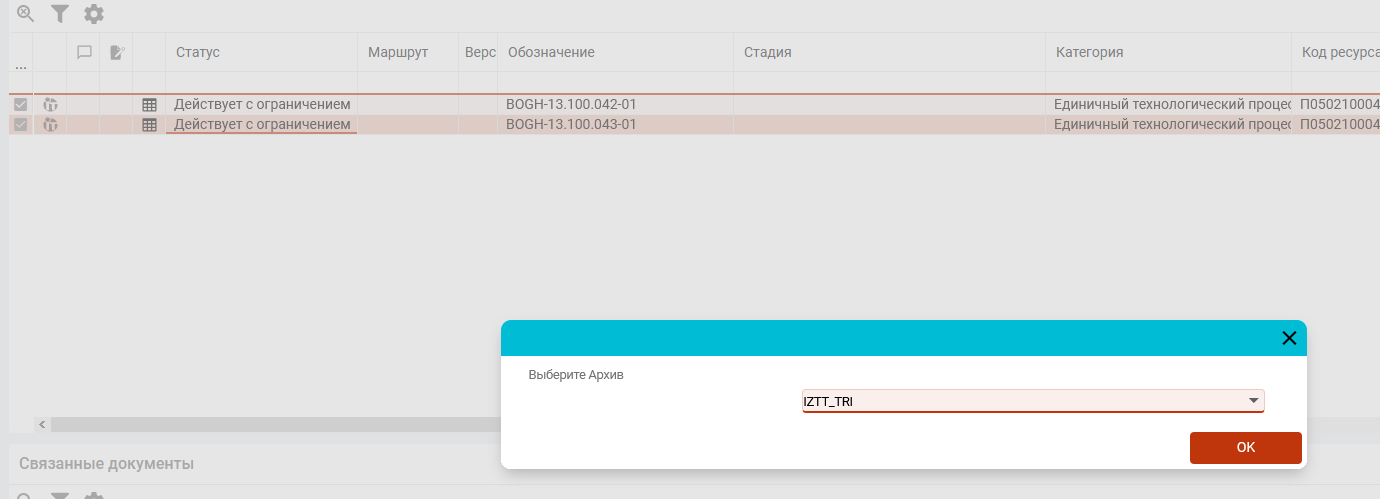 ... Статус Маршрут Верс Обозначение Стадия Категория Код ресурса
Действует с ограничением BOGH-13.100.042-01 Единичный технологический процес П050210004
Действует с ограничением BOGH-13.100.043-01 Единичный технологический процес П050210004
Выберите Архив
IZTT_TRI
OK
Связанные документы